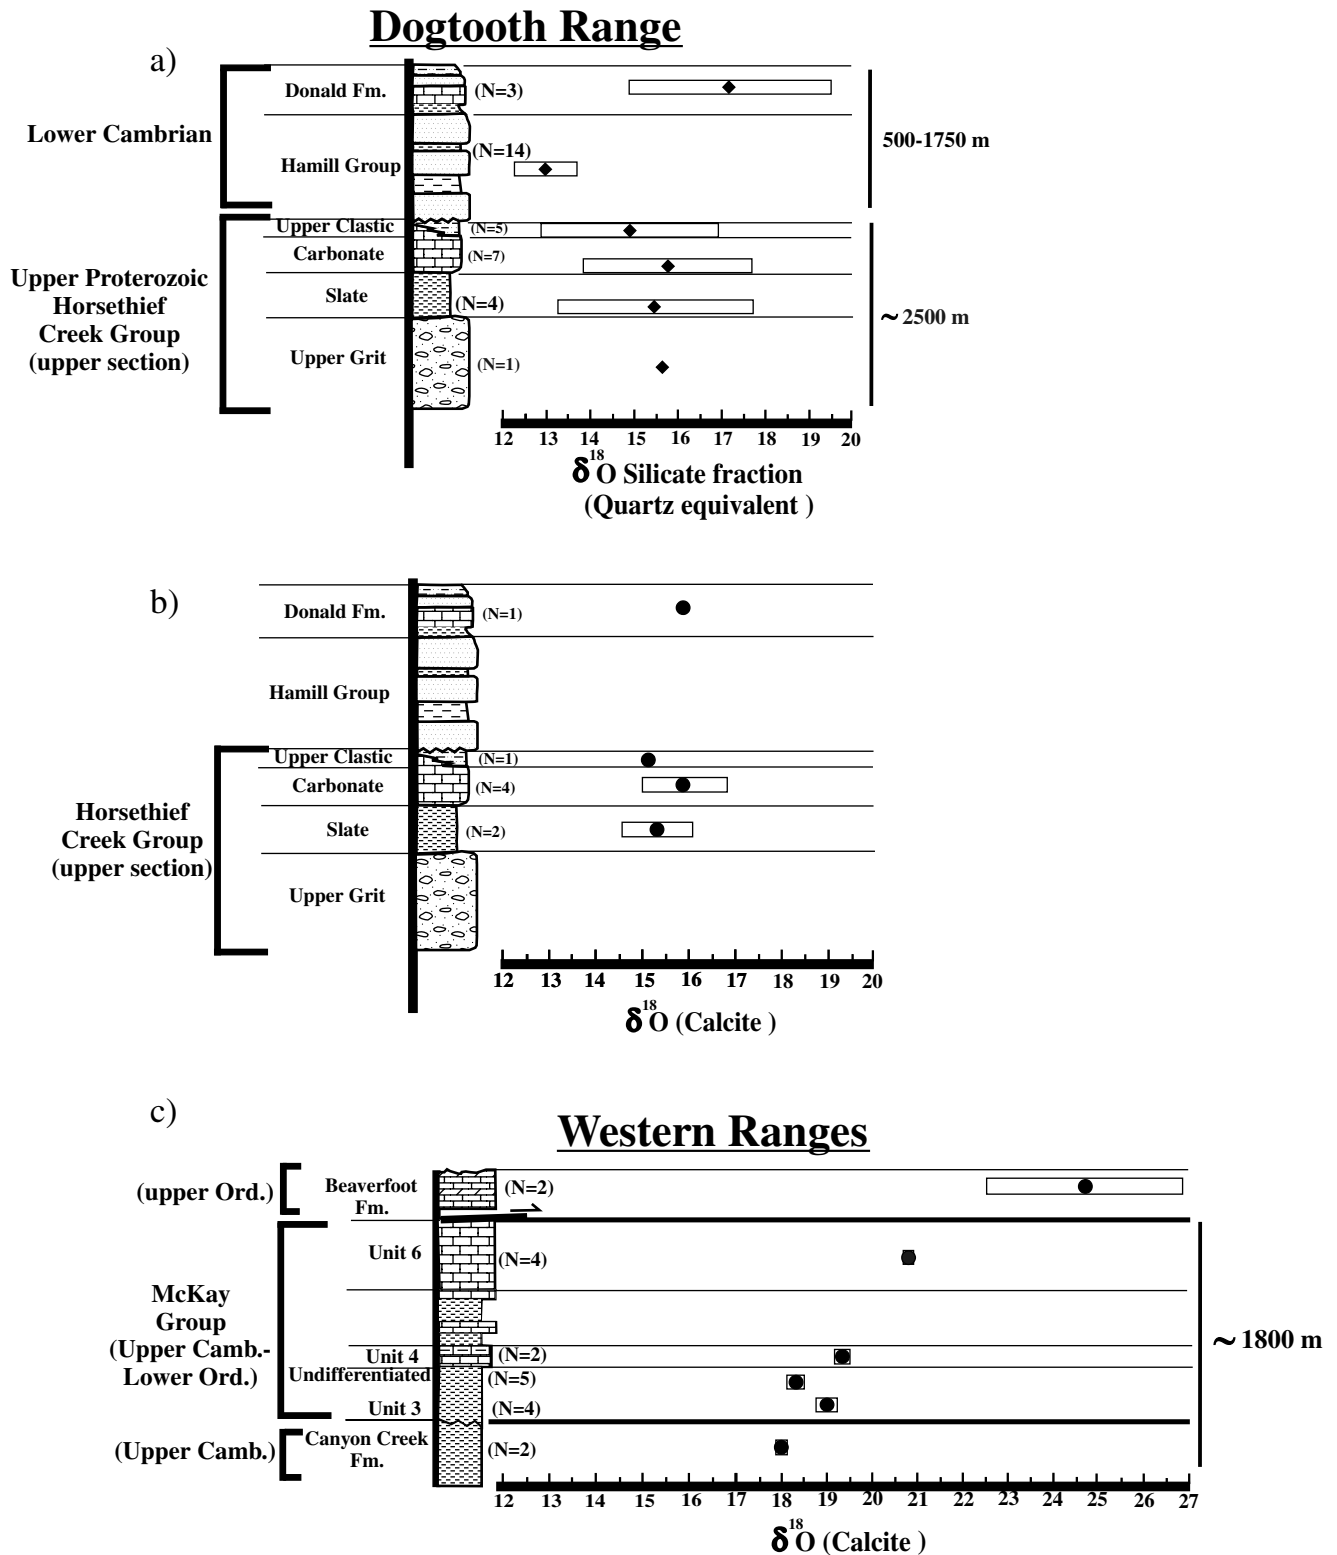 Dogtooth Range
a)
Donald Fm.
(N=3)
Lower Cambrian
500-1750 m
Hamill Group
(N=14)
Upper Clastic
(N=5)
Carbonate
(N=7)
Upper Proterozoic
Horsethief
Creek Group
(upper section)
Slate
(N=4)
~ 2500 m
Upper Grit
(N=1)
12 13 14 15 16 17 18 19 20
δ18O Silicate fraction
(Quartz equivalent )
b)
Donald Fm.
(N=1)
Hamill Group
Upper Clastic
(N=1)
Carbonate
(N=4)
Horsethief
Creek Group
(upper section)
Slate
(N=2)
Upper Grit
12 13 14 15 16 17 18 19 20
δ18O (Calcite )
c)
Western Ranges
(upper Ord.)
Beaverfoot
Fm.
(N=2)
Unit 6
(N=4)
McKay
Group
(Upper Camb.-
Lower Ord.)
~ 1800 m
Unit 4
(N=2)
Undifferentiated
(N=5)
Unit 3
(N=4)
(Upper Camb.)
Canyon Creek
Fm.
(N=2)
12 13 14 15 16 17 18 19 20 21 22 23 24 25 26 27
δ18O (Calcite )